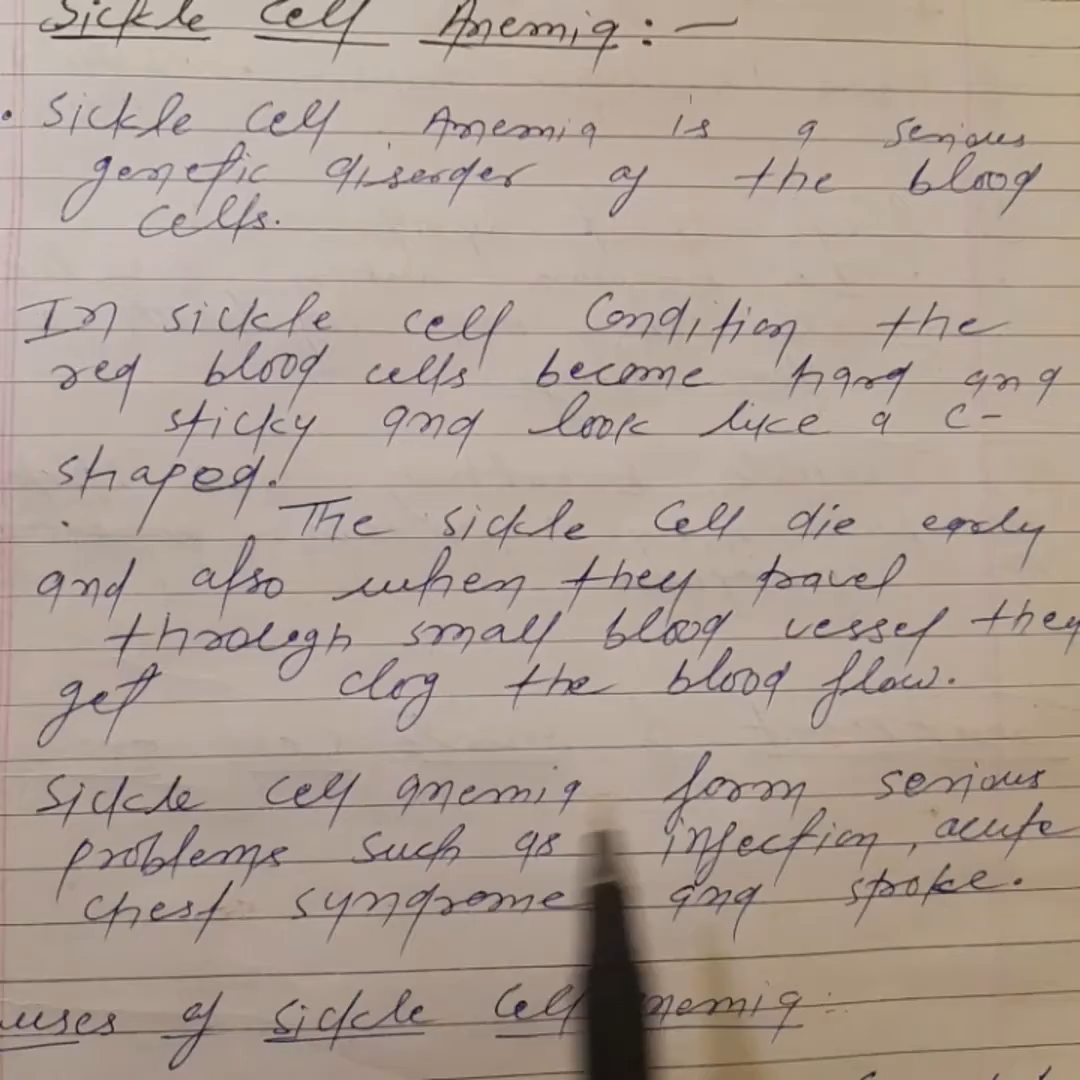 Sickle Cell Anemia:-
• Sickle Cell Anemia is a serious
genetic disorder of the blood
cells.
In sickle cell Condition the
red blood cells become hard and
sticky and look like a C-
shaped.
The sickle Cell die early
and also when they travel
through small blood vessel they
get clog the blood flow.
Sickle cell anemia form serious
problems such as infection, acute
chest syndrome and stroke.
uses of Sickle Cell nemia: